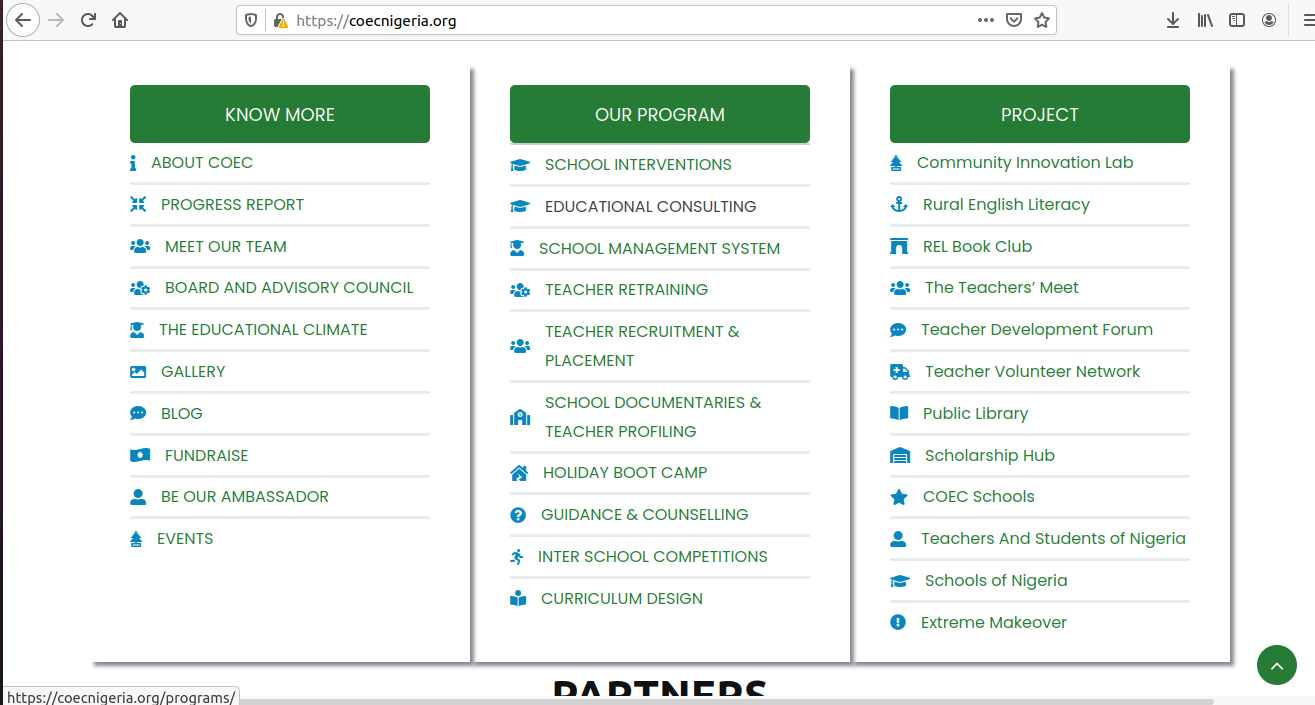 https://coecnigeria.org
KNOW MORE
ABOUT COEC
PROGRESS REPORT
MEET OUR TEAM
BOARD AND ADVISORY COUNCIL
THE EDUCATIONAL CLIMATE
GALLERY
BLOG
FUNDRAISE
BE OUR AMBASSADOR
EVENTS
OUR PROGRAM
SCHOOL INTERVENTIONS
EDUCATIONAL CONSULTING
SCHOOL MANAGEMENT SYSTEM
TEACHER RETRAINING
TEACHER RECRUITMENT &
PLACEMENT
SCHOOL DOCUMENTARIES &
TEACHER PROFILING
HOLIDAY BOOT CAMP
GUIDANCE & COUNSELLING
INTER SCHOOL COMPETITIONS
CURRICULUM DESIGN
PROJECT
Community Innovation Lab
Rural English Literacy
REL Book Club
The Teachers’ Meet
Teacher Development Forum
Teacher Volunteer Network
Public Library
Scholarship Hub
COEC Schools
Teachers And Students of Nigeria
Schools of Nigeria
Extreme Makeover
PARTNERS
https://coecnigeria.org/programs/